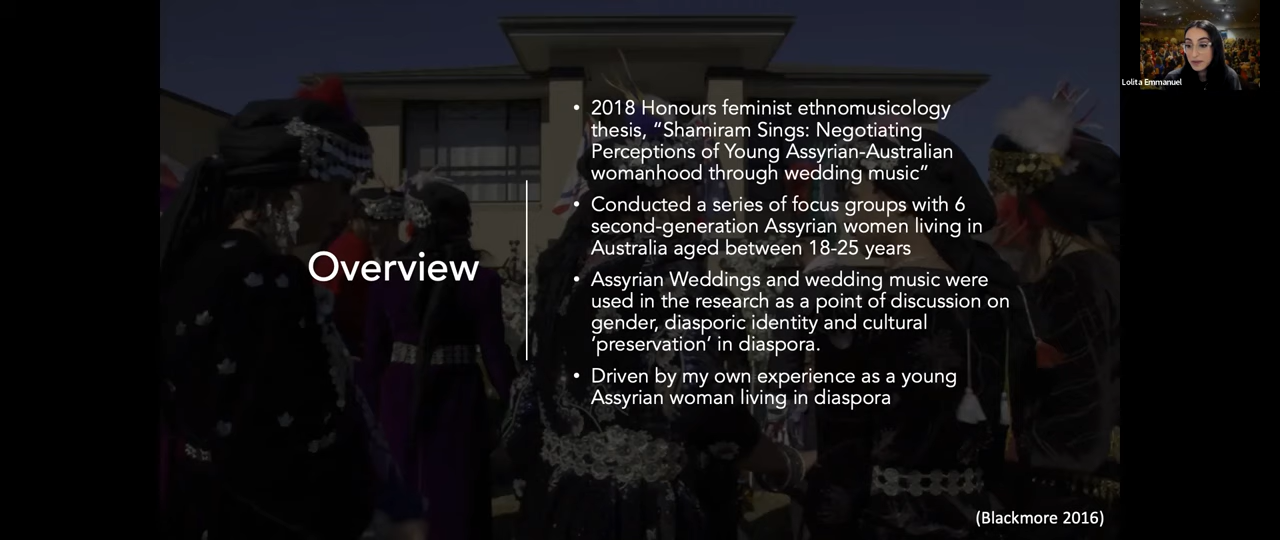 Lolita Emmanuel
Overview
• 2018 Honours feminist ethnomusicology
thesis, “Shamiram Sings: Negotiating
Perceptions of Young Assyrian-Australian
womanhood through wedding music”
• Conducted a series of focus groups with 6
second-generation Assyrian women living in
Australia aged between 18-25 years
• Assyrian Weddings and wedding music were
used in the research as a point of discussion on
gender, diasporic identity and cultural
‘preservation’ in diaspora.
• Driven by my own experience as a young
Assyrian woman living in diaspora
(Blackmore 2016)